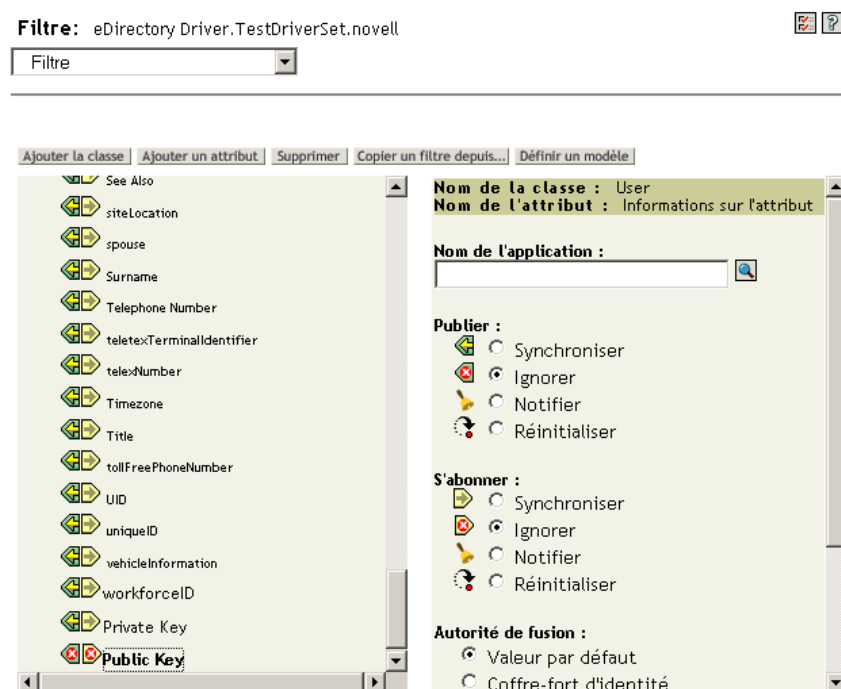 Filtre: eDirectory Driver.TestDriverSet.novell
Filtre
Ajouter la classe Ajouter un attribut Supprimer Copier un filtre depuis... Définir un modèle
See Also
siteLocation
spouse
Surname
Telephone Number
teletexTerminalIdentifier
telexNumber
Timezone
Title
tollFreePhoneNumber
UID
uniqueID
vehicleInformation
workforceID
Private Key
Public Key
Nom de la classe : User
Nom de l'attribut : Informations sur l'attribut
Nom de l'application :
Publier :
Synchroniser
Ignorer
Notifier
Réinitialiser
S'abonner :
Synchroniser
Ignorer
Notifier
Réinitialiser
Autorité de fusion :
Valeur par défaut
Coffre-fort d'identité